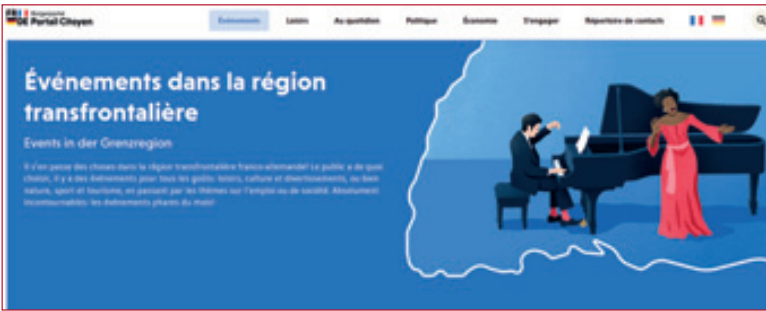 Bürgerportal
FR DE Portail Citoyen
Événements Loisirs Au quotidien Politique Économie S'engager Répertoire de contacts
Événements dans la région
transfrontalière
Events in der Grenzregion
Il s'en passe des choses dans la région transfrontalière franco-allemande! Le public a de quoi
choisir, il y a des événements pour tous les goûts: loisirs, culture et divertissements, ou bien
nature, sport et tourisme, en passant par les thèmes sur l'emploi ou de société. Absolument
incontournables: les événements phares du mois!